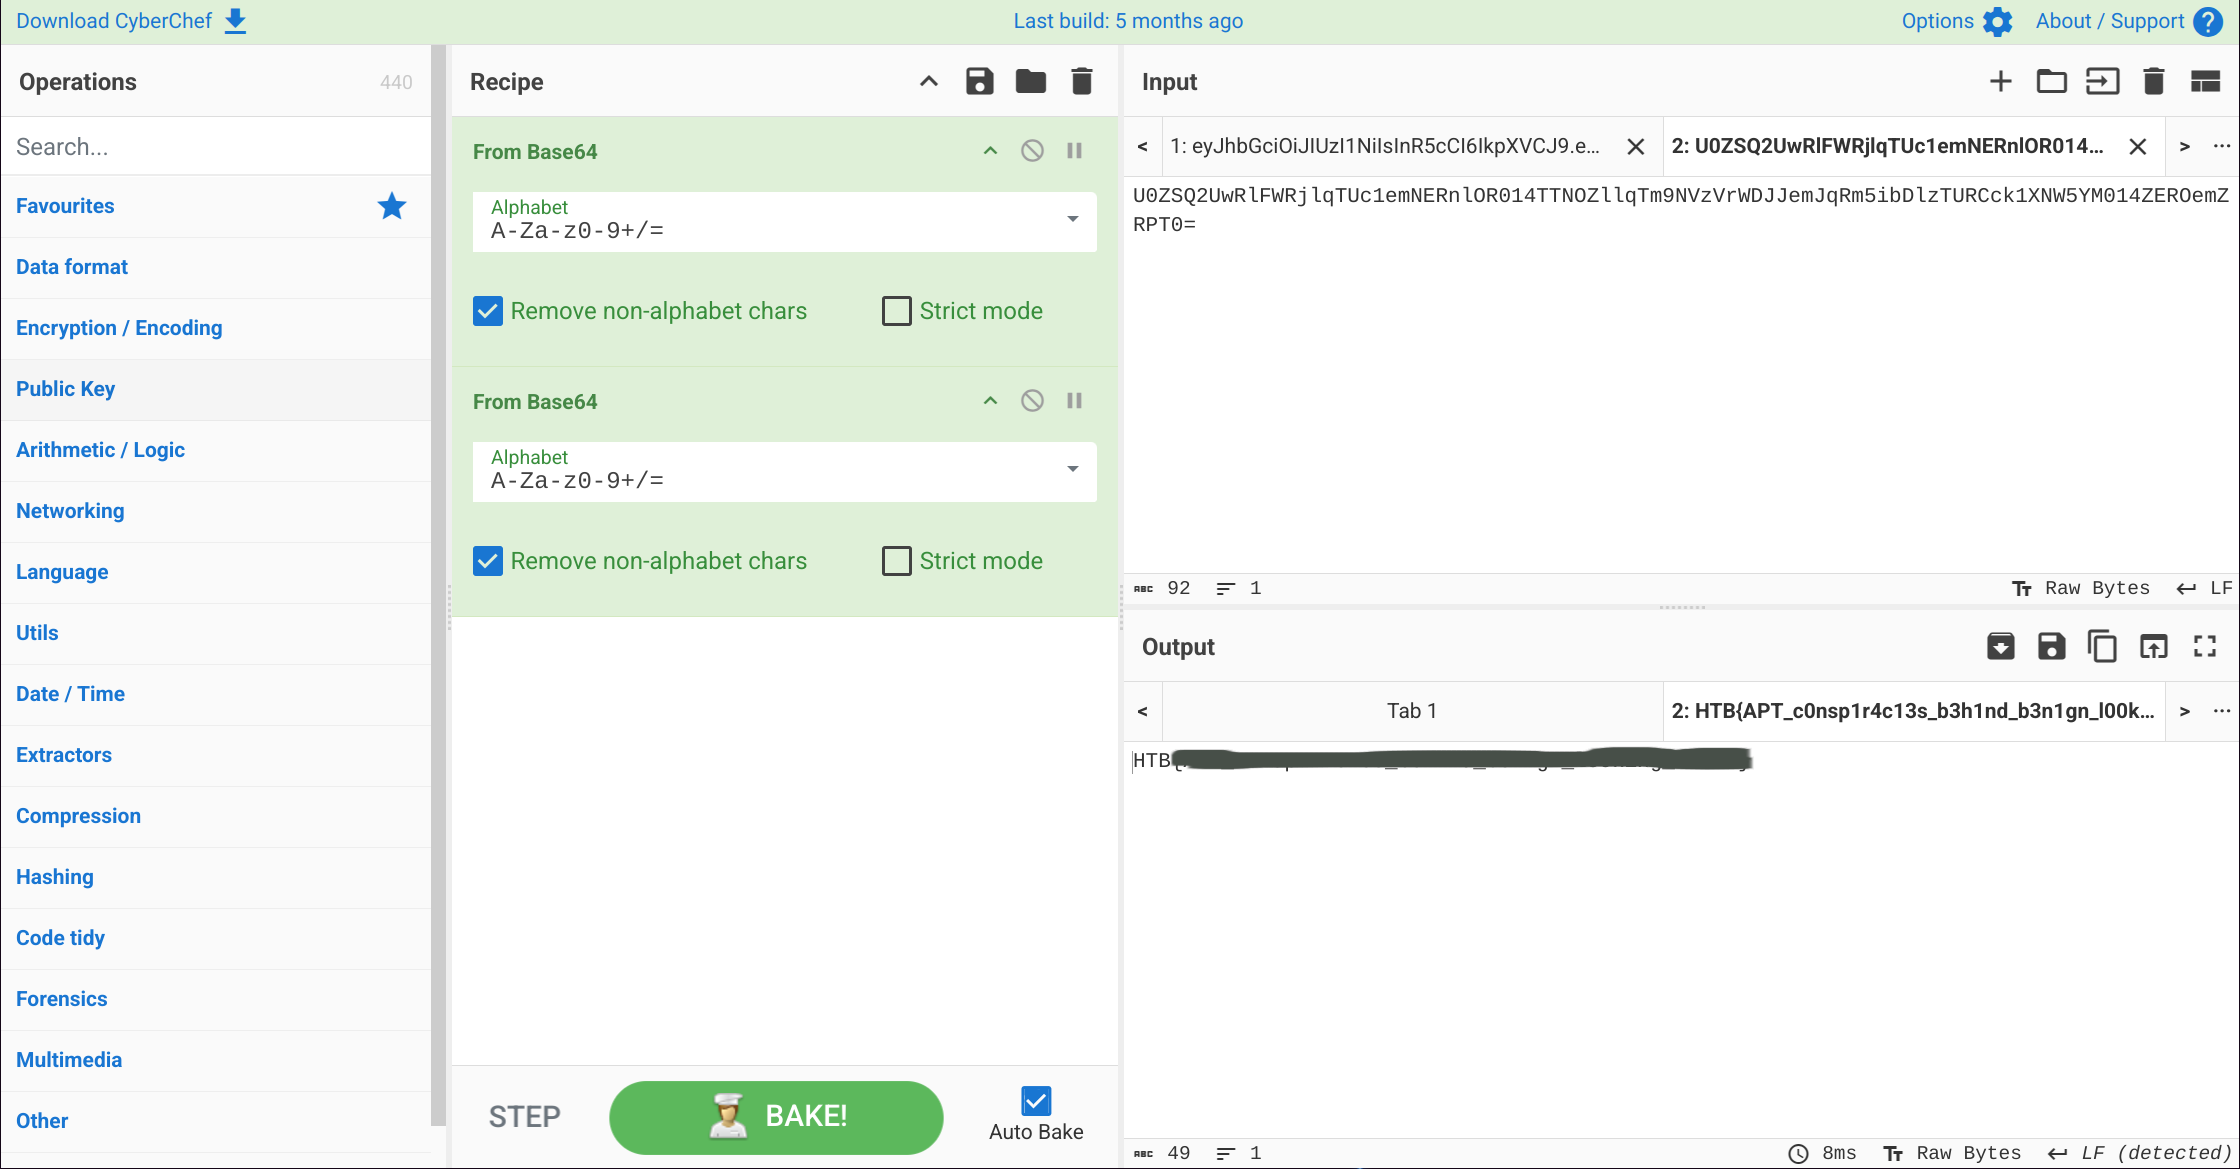 Download CyberChef
Last build: 5 months ago
Options
About / Support
Operations
440
Search...
Favourites
Data format
Encryption / Encoding
Public Key
Arithmetic / Logic
Networking
Language
Utils
Date / Time
Extractors
Compression
Hashing
Code tidy
Forensics
Multimedia
Other
Recipe
From Base64
Alphabet
A-Za-z0-9+/=
Remove non-alphabet chars
Strict mode
From Base64
Alphabet
A-Za-z0-9+/=
Remove non-alphabet chars
Strict mode
STEP
BAKE!
Auto Bake
Input
< 1: eyJhbGciOiJIUzI1NiIsInR5cCI6IkpXVCJ9.e... 2: U0ZSQ2UwRlFWRjlqTUc1emNERnlOR014... > ...
U0ZSQ2UwRlFWRjlqTUc1emNERnlOR014TTNOZllqTm9NVzVrWDJJemJqRm5ibDlzTURCck1XNW5YM014ZEROemZ
RPT0=
ABC 92 1 Raw Bytes LF
Output
< Tab 1 2: HTB{APT_c0nsp1r4c13s_b3h1nd_b3n1gn_l00k... > ...
HTB
ABC 49 1 8ms Raw Bytes LF (detected)